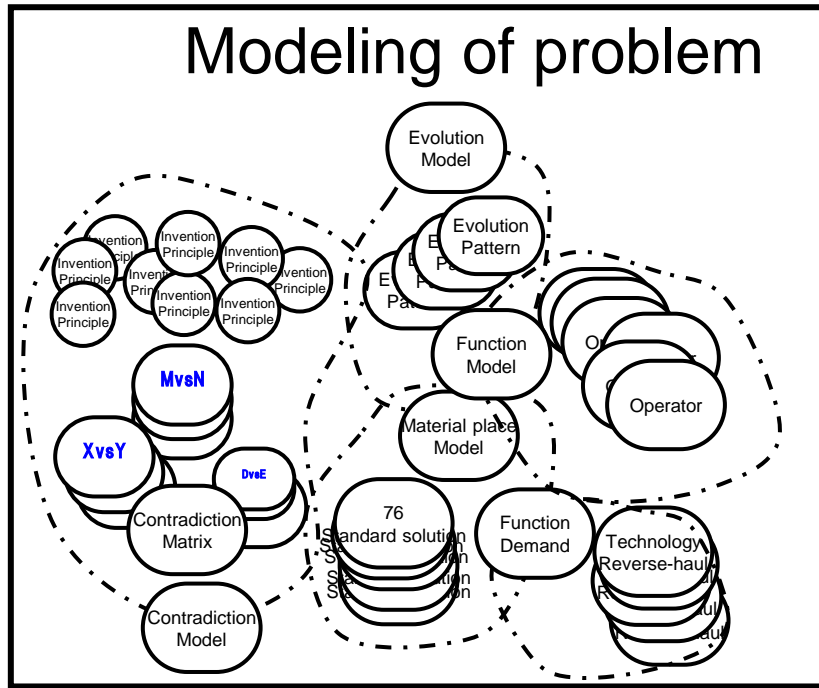 Modeling of problem
Evolution
Model
Evolution
Pattern
Invention
Principle
Invention
Principle
Invention
Principle
Invention
Principle
Invention
Principle
Invention
Principle
Invention
Principle
Function
Model
Operator
MvsN
XvsY
DvsE
Material place
Model
Contradiction
Matrix
76
Standard solution
Function
Demand
Technology
Reverse-haul
Contradiction
Model